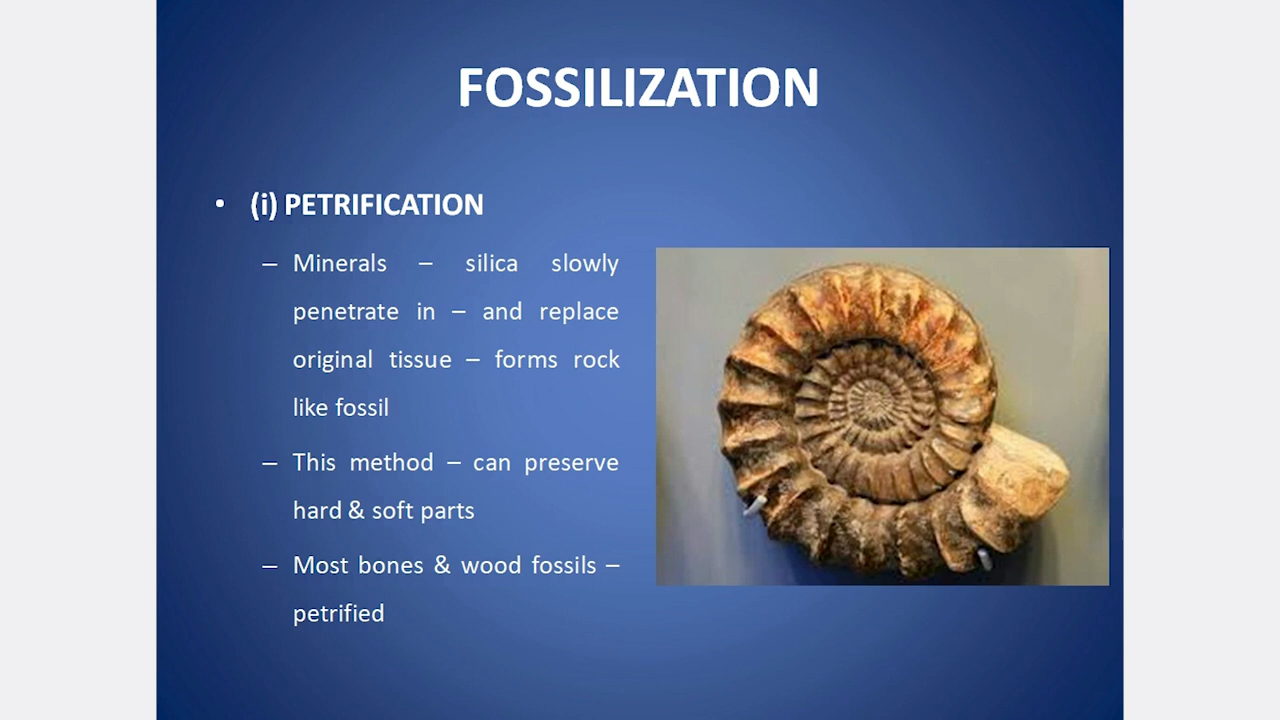 FOSSILIZATION
• (i) PETRIFICATION
– Minerals – silica slowly
penetrate in – and replace
original tissue – forms rock
like fossil
– This method – can preserve
hard & soft parts
– Most bones & wood fossils –
petrified